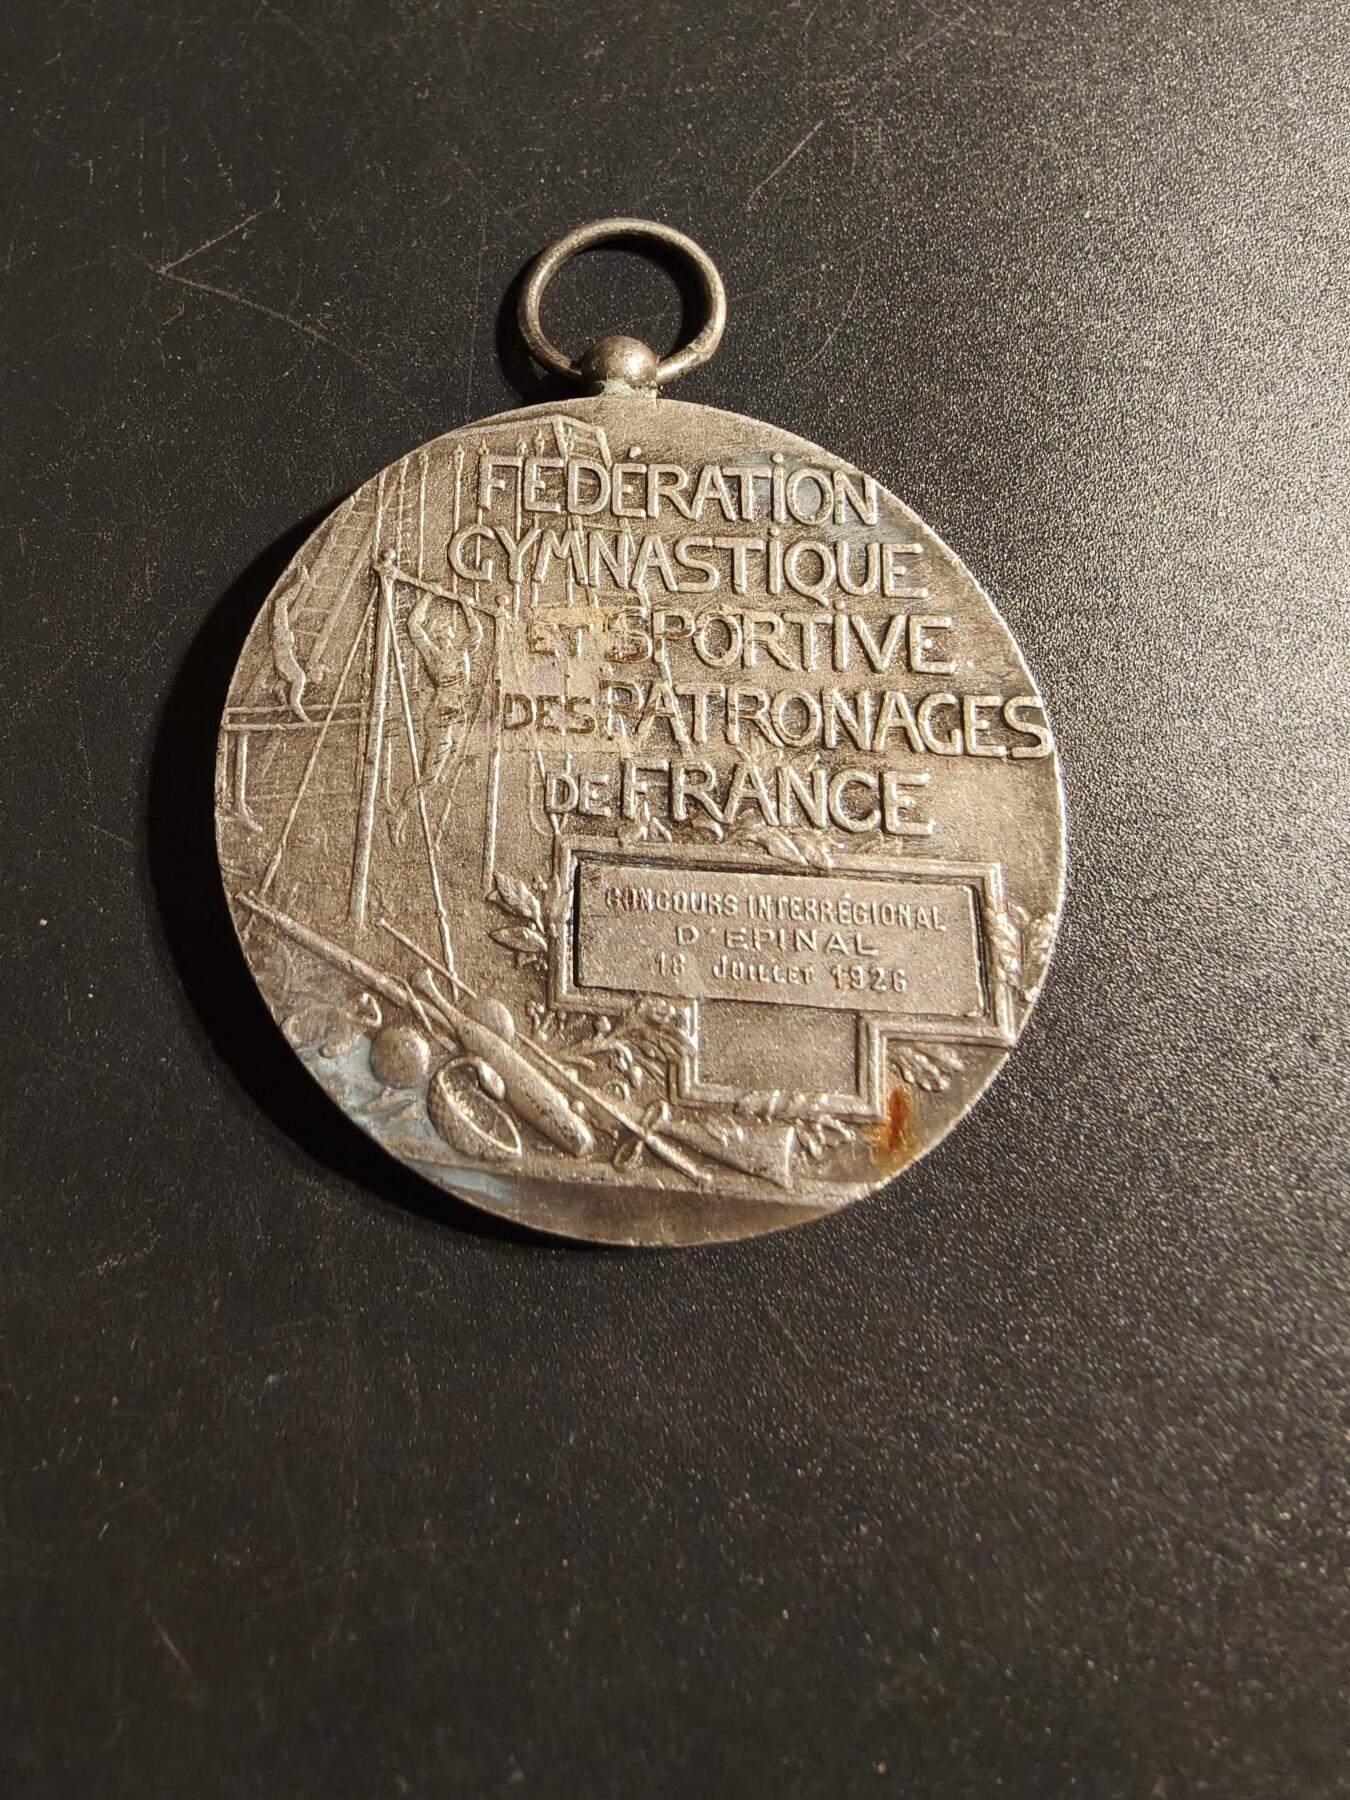 FÉDÉRATION
GYMNASTIQUE
ET SPORTIVE
DES PATRONAGES
DE FRANCE
CONCOURS INTERRÉGIONAL
D'EPINAL
18 JUILLET 1926